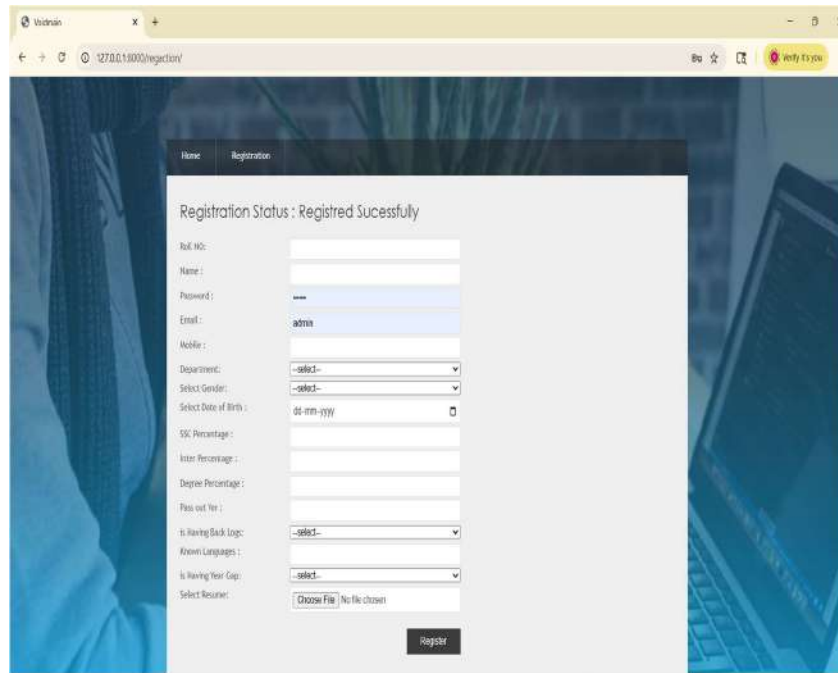 Voidmain
127.0.0.1:8000/regaction/
Verify it's you
Home Registration
Registration Status : Registred Sucessfully
Roll NO:
Name :
Password :
Email : admin
Mobile :
Department: --select--
Select Gender: --select--
Select Date of Birth : dd-mm-yyyy
SSC Percentage :
Inter Percentage :
Degree Percentage :
Pass out Yer :
is Having Back Logs: --select--
Known Languages :
is Having Year Gap: --select--
Select Resume: Choose File No file chosen
Register